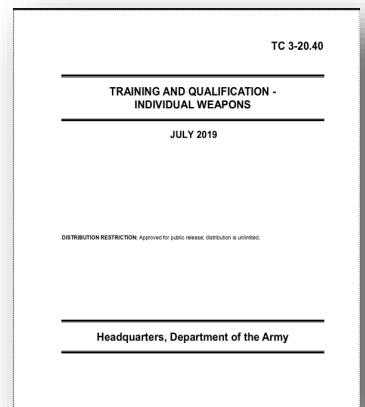 TC 3-20.40
TRAINING AND QUALIFICATION -
INDIVIDUAL WEAPONS
JULY 2019
DISTRIBUTION RESTRICTION: Approved for public release; distribution is unlimited.
Headquarters, Department of the Army